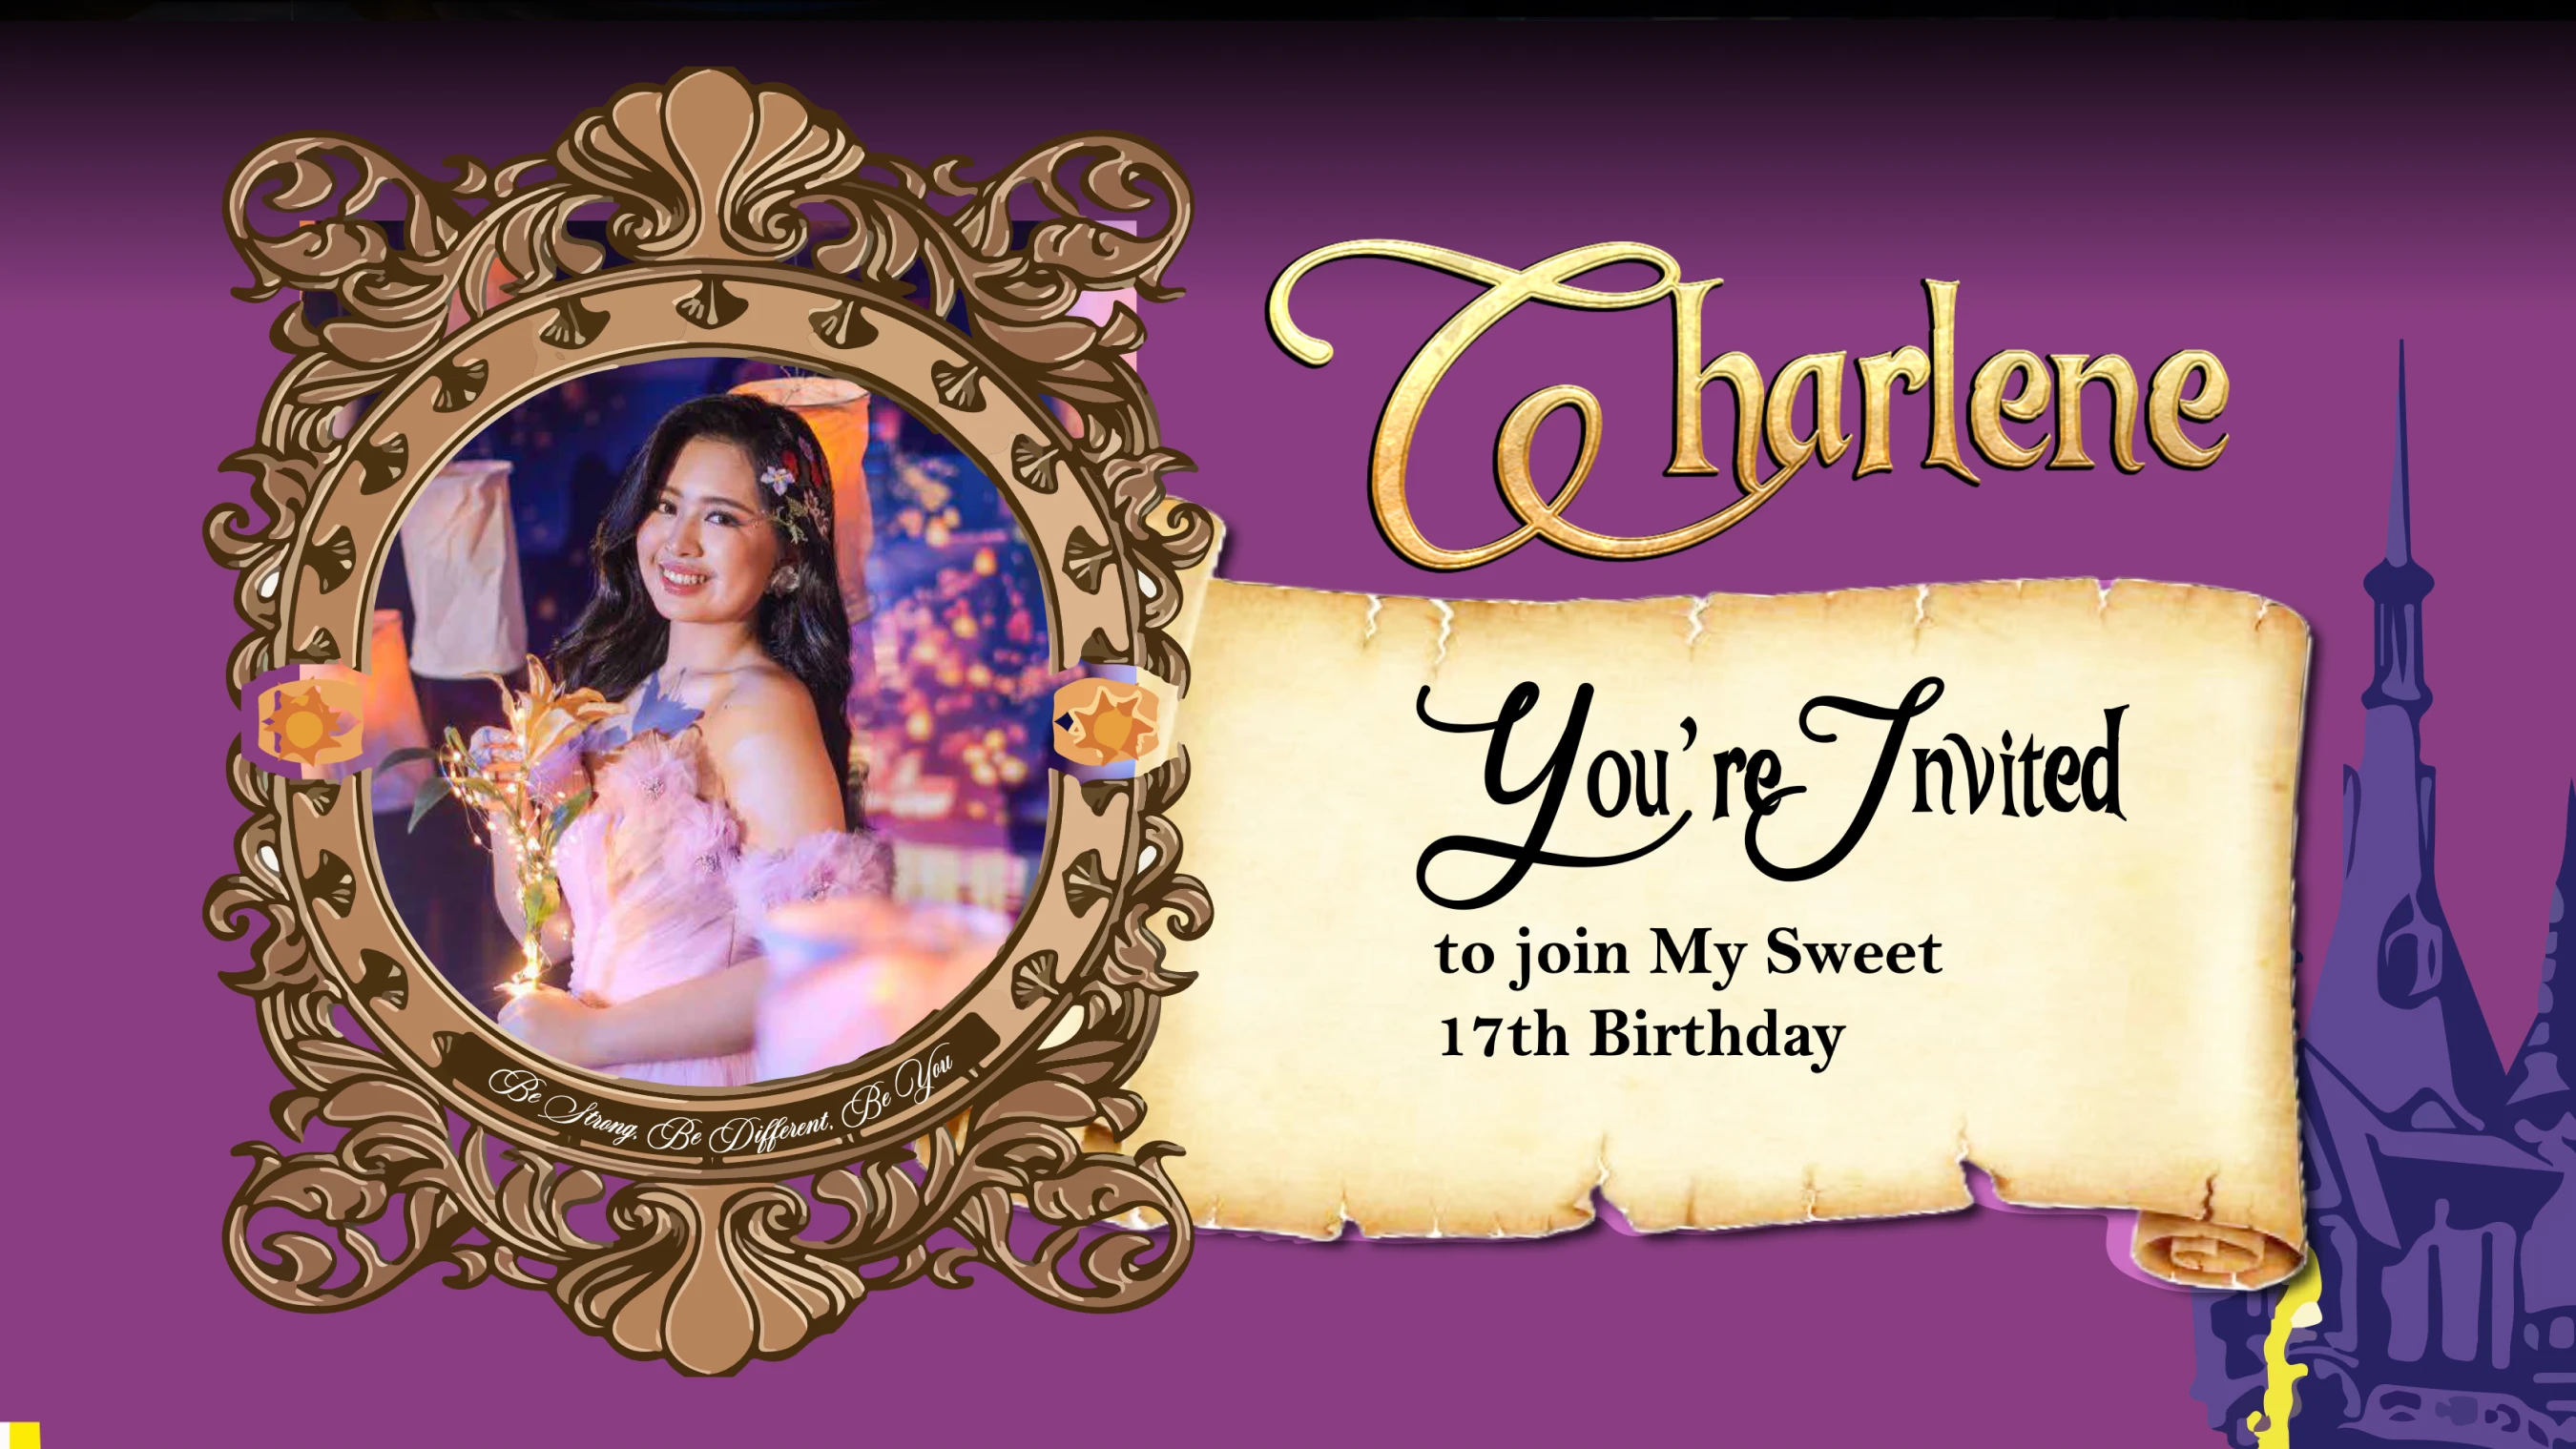 Charlene
You're Invited
to join My Sweet
17th Birthday
Be Strong, Be Different, Be You